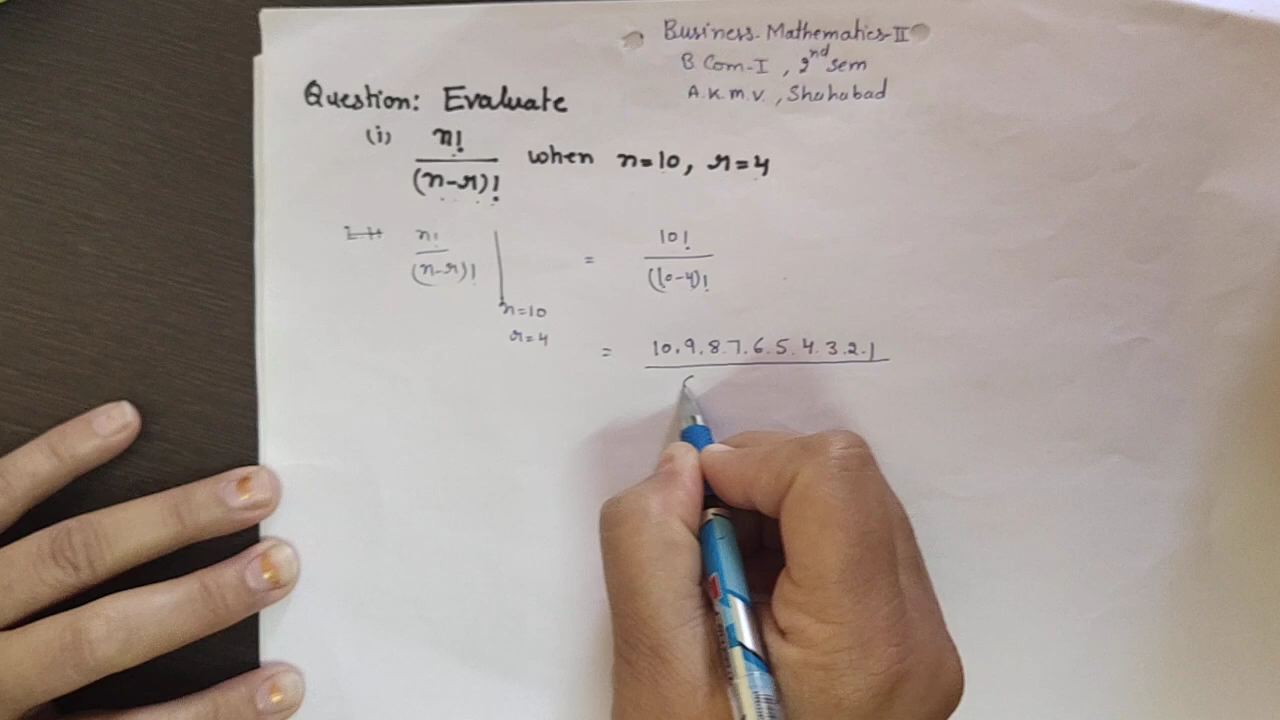 Business Mathematics-II
B.Com-I, 2nd sem
A.K.M.V., Shahabad
Question: Evaluate
(i) n!/(n-r)! when n=10, r=4
n!/(n-r)! | n=10 r=4 = 10!/(10-4)!
= 10.9.8.7.6.5.4.3.2.1